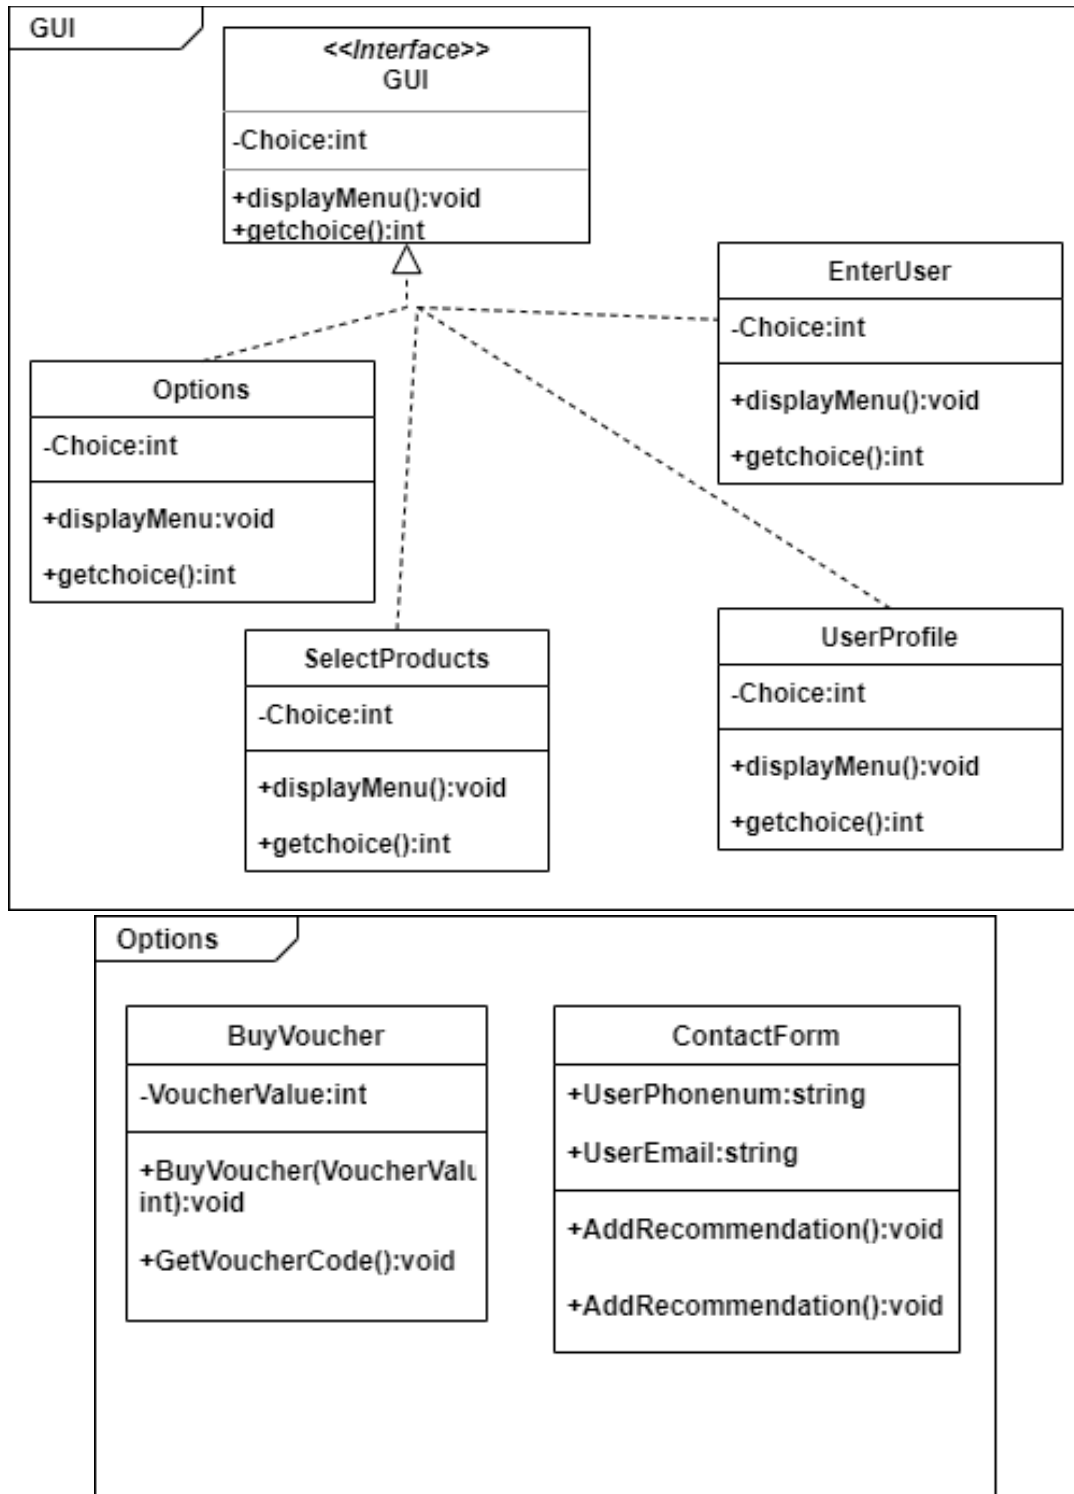 GUI
<<Interface>>
GUI
-Choice:int
+displayMenu():void
+getchoice():int
EnterUser
-Choice:int
+displayMenu():void
+getchoice():int
Options
-Choice:int
+displayMenu:void
+getchoice():int
SelectProducts
-Choice:int
+displayMenu():void
+getchoice():int
UserProfile
-Choice:int
+displayMenu():void
+getchoice():int
Options
BuyVoucher
-VoucherValue:int
+BuyVoucher(VoucherValu
int):void
+GetVoucherCode():void
ContactForm
+UserPhonenum:string
+UserEmail:string
+AddRecommendation():void
+AddRecommendation():void